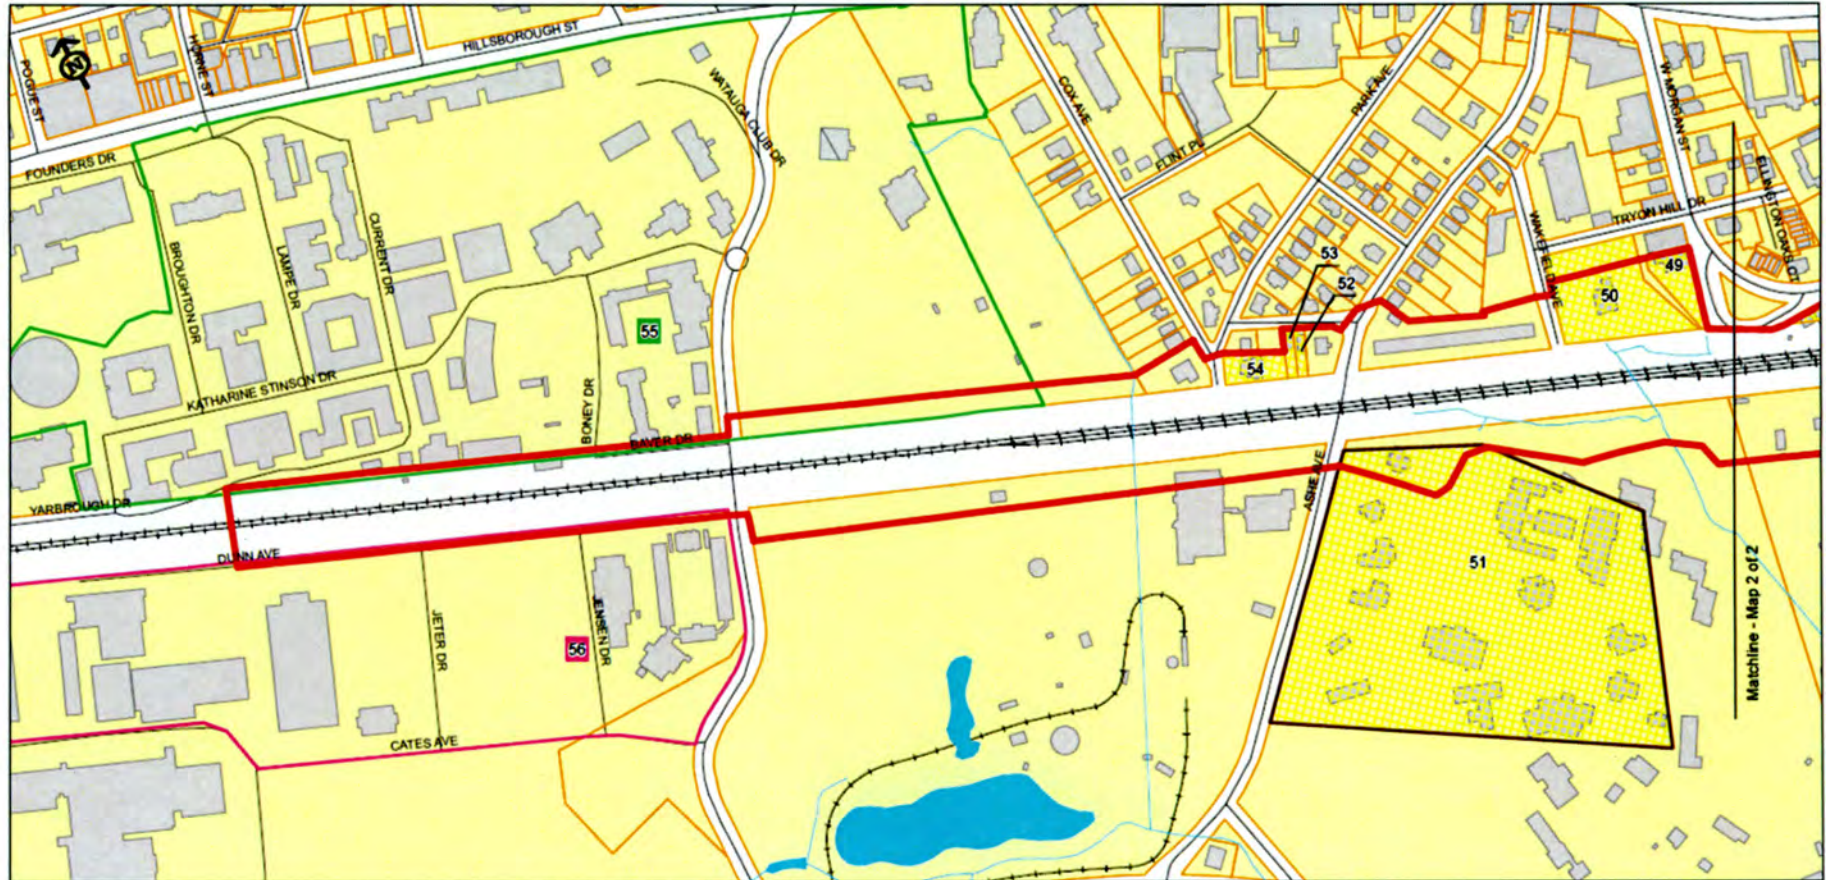 POGUE ST
N
HORNE ST
HILLSBOROUGH ST
WATAUGA CLUB DR
COX AVE
PARK AVE
W MORGAN ST
FLINT PL
ELLINGTON OAKS CT
TRYON HILL DR
WAKEFIELD AVE
FOUNDERS DR
BROUGHTON DR
LAMPE DR
CURRENT DR
KATHARINE STINSON DR
BONEY DR
BAVER DR
YARBROUGH DR
DUNN AVE
JETER DR
JENSEN DR
CATES AVE
ASHE AVE
49
50
53
52
54
55
51
56
Matchline - Map 2 of 2